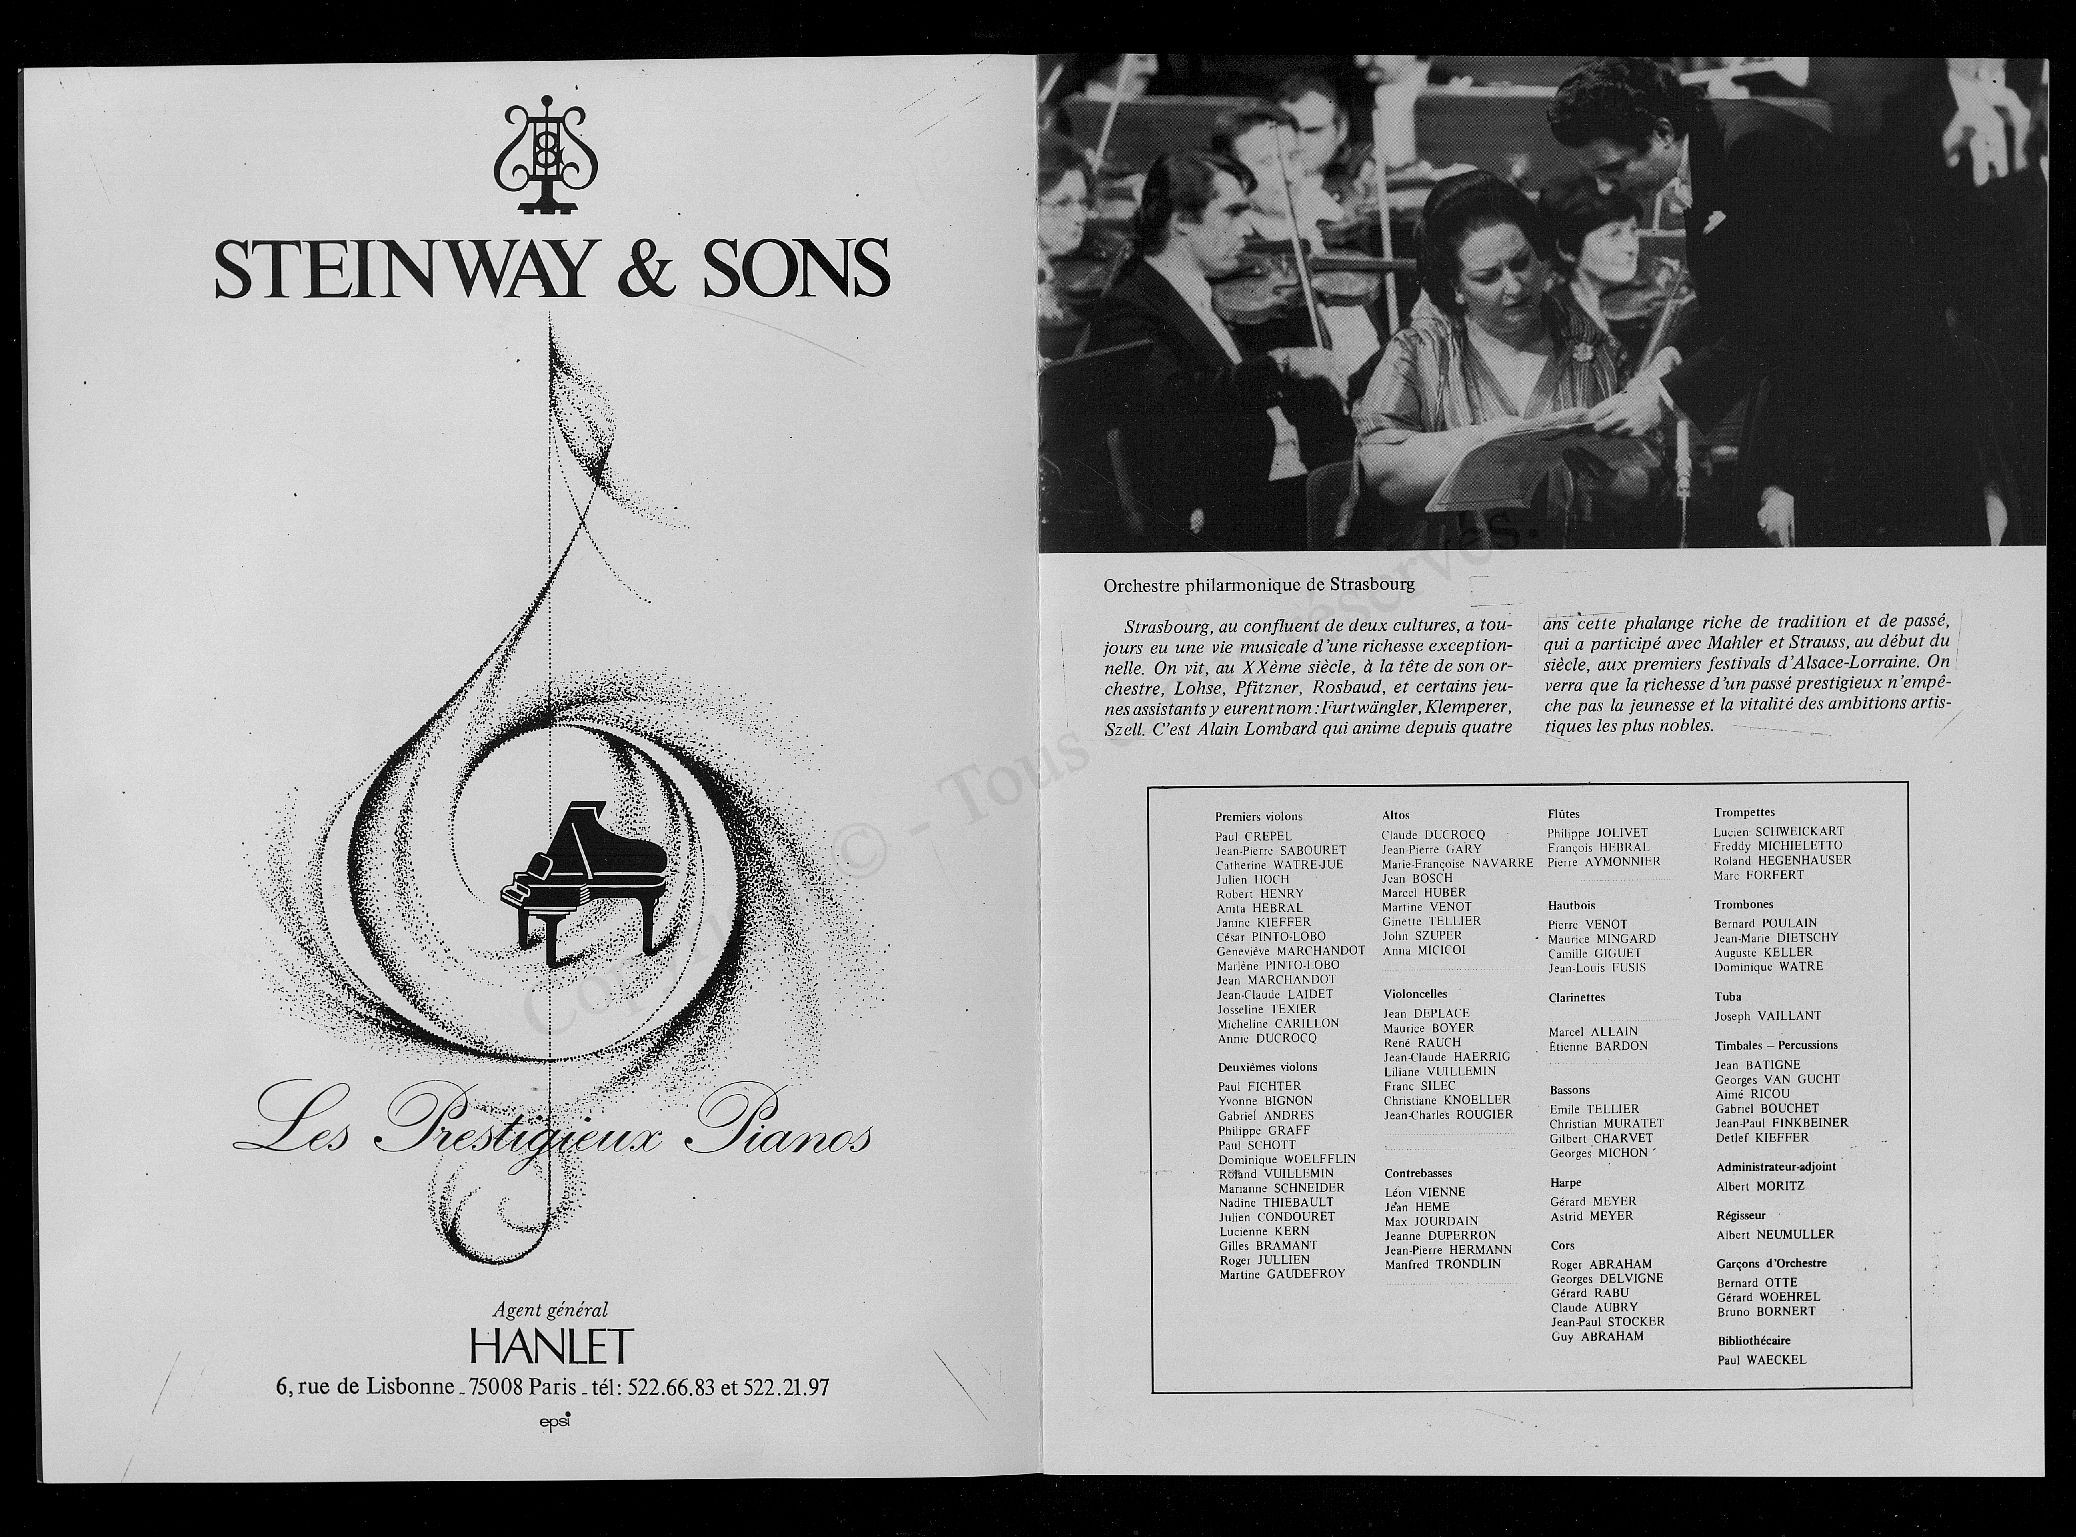 STEINWAY & SONS
Les Prestigieux Pianos
Agent général
HANLET
6, rue de Lisbonne - 75008 Paris - tél: 522.66.83 et 522.21.97
epsi
Orchestre philarmonique de Strasbourg
Strasbourg, au confluent de deux cultures, a tou-
jours eu une vie musicale d'une richesse exception-
nelle. On vit, au XXème siècle, à la tête de son or-
chestre, Lohse, Pfitzner, Rosbaud, et certains jeu-
nes assistants y eurent nom : Furtwängler, Klemperer,
Szell. C'est Alain Lombard qui anime depuis quatre
ans cette phalange riche de tradition et de passé,
qui a participé avec Mahler et Strauss, au début du
siècle, aux premiers festivals d'Alsace-Lorraine. On
verra que la richesse d'un passé prestigieux n'empê-
che pas la jeunesse et la vitalité des ambitions artis-
tiques les plus nobles.
Premiers violons
Paul CREPEL
Jean-Pierre SABOURET
Catherine WATRE-JUE
Julien HOCH
Robert HENRY
Anita HEBRAL
Janine KIEFFER
César PINTO-LOBO
Geneviève MARCHANDOT
Marlène PINTO-LOBO
Jean MARCHANDOT
Jean-Claude LAIDET
Josseline TEXIER
Micheline CARILLON
Annie DUCROCQ
Deuxièmes violons
Paul FICHTER
Yvonne BIGNON
Gabriel ANDRES
Philippe GRAFF
Paul SCHOTT
Dominique WOELFFLIN
Roland VUILLEMIN
Marianne SCHNEIDER
Nadine THIEBAULT
Julien CONDOURET
Lucienne KERN
Gilles BRAMANT
Roger JULLIEN
Martine GAUDEFROY
Altos
Claude DUCROCQ
Jean-Pierre GARY
Marie-Françoise NAVARRE
Jean BOSCH
Marcel HUBER
Martine VENOT
Ginette TELLIER
John SZUPER
Anna MICICOI
Violoncelles
Jean DEPLACE
Maurice BOYER
René RAUCH
Jean-Claude HAERRIG
Liliane VUILLEMIN
Franc SILEC
Christiane KNOELLER
Jean-Charles ROUGIER
Contrebasses
Léon VIENNE
Jean HEME
Max JOURDAIN
Jeanne DUPERRON
Jean-Pierre HERMANN
Manfred TRONDLIN
Flûtes
Philippe JOLIVET
François HEBRAL
Pierre AYMONNIER
Hautbois
Pierre VENOT
Maurice MINGARD
Camille GIGUET
Jean-Louis FUSIS
Clarinettes
Marcel ALLAIN
Étienne BARDON
Bassons
Emile TELLIER
Christian MURATET
Gilbert CHARVET
Georges MICHON
Harpe
Gérard MEYER
Astrid MEYER
Cors
Roger ABRAHAM
Georges DELVIGNE
Gérard RABU
Claude AUBRY
Jean-Paul STOCKER
Guy ABRAHAM
Trompettes
Lucien SCHWEICKART
Freddy MICHIELETTO
Roland HEGENHAUSER
Marc FORFERT
Trombones
Bernard POULAIN
Jean-Marie DIETSCHY
Auguste KELLER
Dominique WATRE
Tuba
Joseph VAILLANT
Timbales – Percussions
Jean BATIGNE
Georges VAN GUCHT
Aimé RICOU
Gabriel BOUCHET
Jean-Paul FINKBEINER
Detlef KIEFFER
Administrateur-adjoint
Albert MORITZ
Régisseur
Albert NEUMULLER
Garçons d'Orchestre
Bernard OTTE
Gérard WOEHREL
Bruno BORNERT
Bibliothécaire
Paul WAECKEL
© - Tous